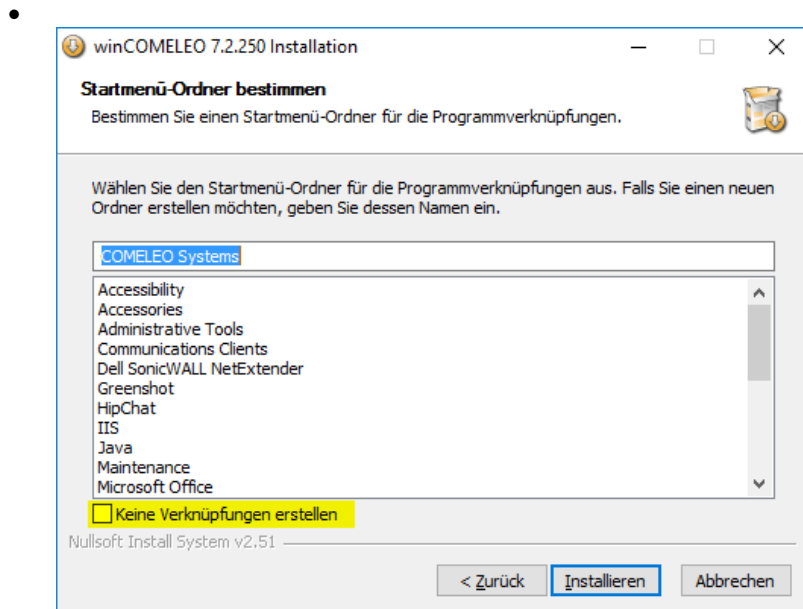 winCOMELEO 7.2.250 Installation
Startmenü-Ordner bestimmen
Bestimmen Sie einen Startmenü-Ordner für die Programmverknüpfungen.
Wählen Sie den Startmenü-Ordner für die Programmverknüpfungen aus. Falls Sie einen neuen
Ordner erstellen möchten, geben Sie dessen Namen ein.
COMELEO Systems
Accessibility
Accessories
Administrative Tools
Communications Clients
Dell SonicWALL NetExtender
Greenshot
HipChat
IIS
Java
Maintenance
Microsoft Office
Keine Verknüpfungen erstellen
Nullsoft Install System v2.51
< Zurück Installieren Abbrechen